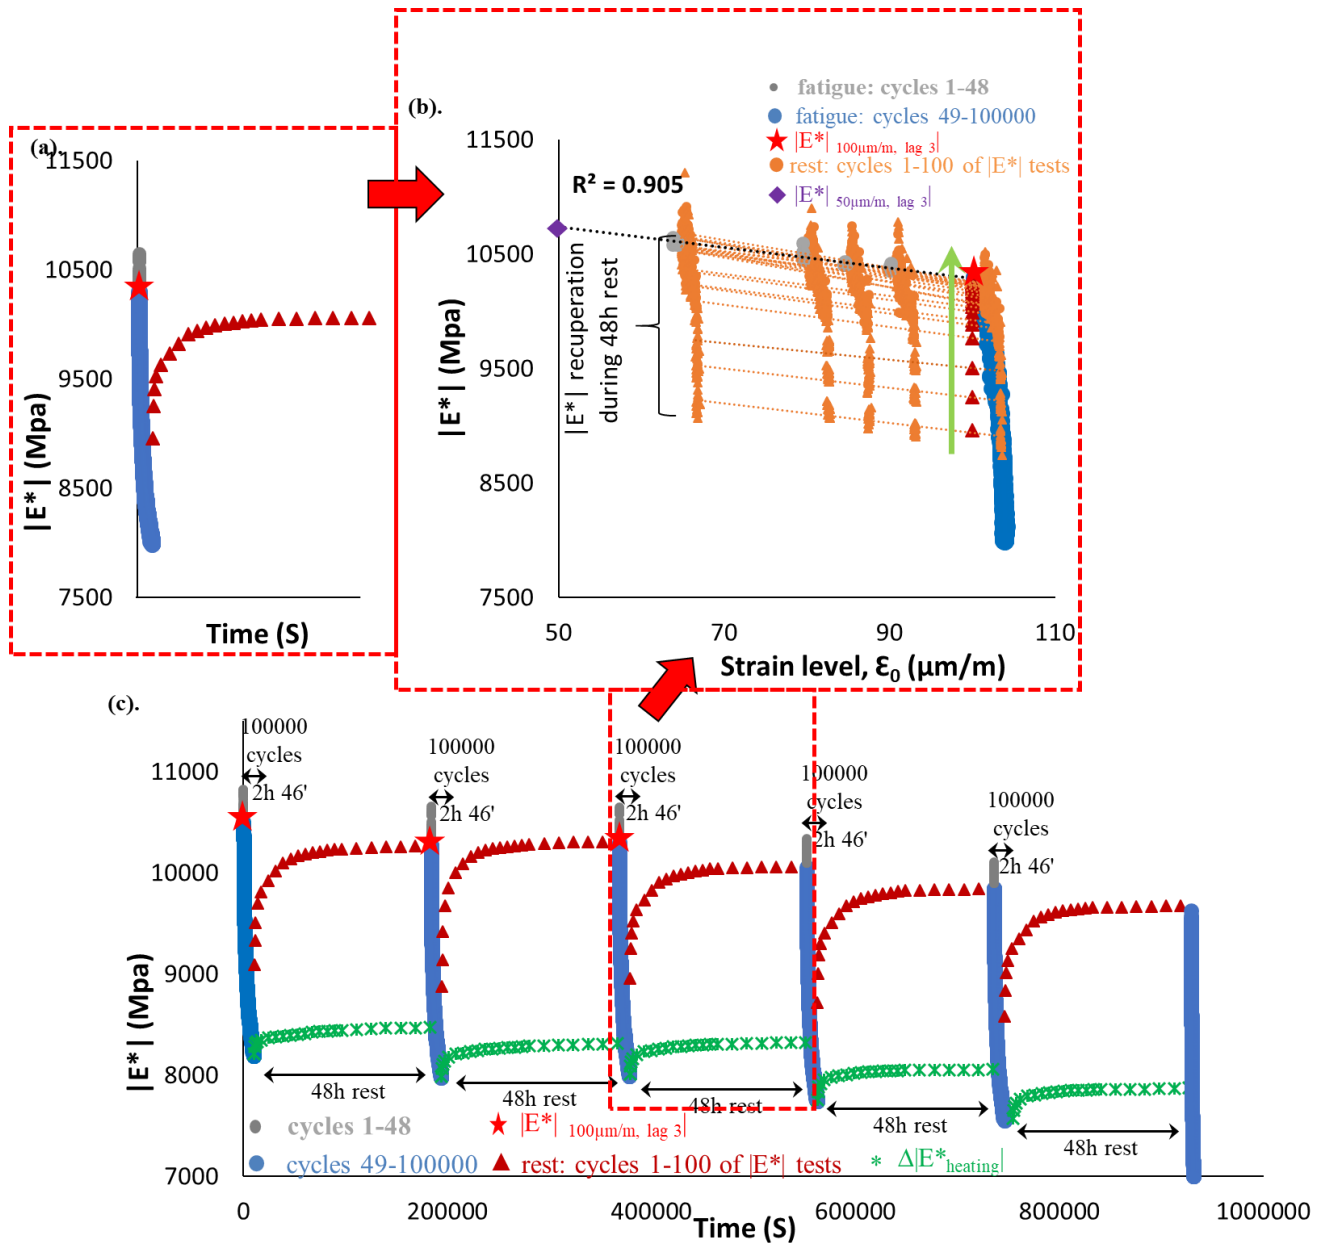 (a).
11500
10500
9500
8500
7500
|E*| (Mpa)
Time (S)
(b).
fatigue: cycles 1-48
fatigue: cycles 49-100000
|E*| 100µm/m, lag 3|
rest: cycles 1-100 of |E*| tests
|E*| 50µm/m, lag 3|
R² = 0.905
11500
10500
9500
8500
7500
|E*| (Mpa)
|E*| recuperation
during 48h rest
50
70
90
110
Strain level, Ɛ₀ (µm/m)
(c).
100000
cycles
2h 46'
100000
cycles
2h 46'
100000
cycles
2h 46'
100000
cycles
2h 46'
100000
cycles
2h 46'
11000
10000
9000
8000
7000
|E*| (Mpa)
48h rest
48h rest
48h rest
48h rest
48h rest
cycles 1-48
|E*| 100µm/m, lag 3|
cycles 49-100000
rest: cycles 1-100 of |E*| tests
Δ|E*heating|
0
200000
400000
600000
800000
1000000
Time (S)